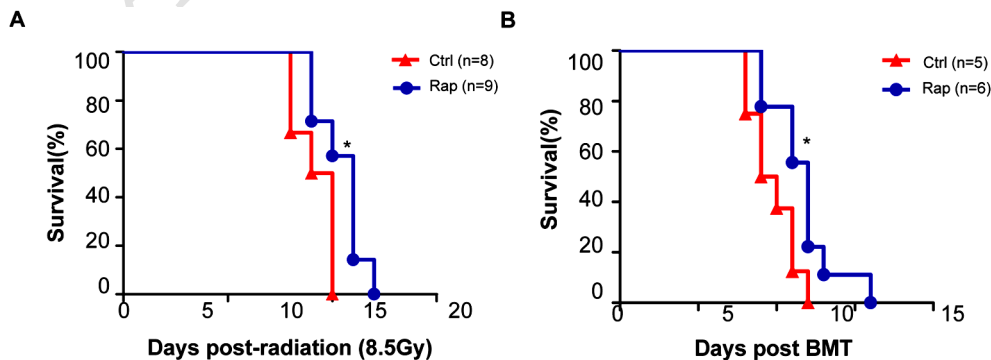 A
B
100
80
60
40
20
0
Survival(%)
Ctrl (n=8)
Rap (n=9)
*
0 5 10 15 20
Days post-radiation (8.5Gy)
100
80
60
40
20
0
Survival(%)
Ctrl (n=5)
Rap (n=6)
*
0 5 10 15
Days post BMT